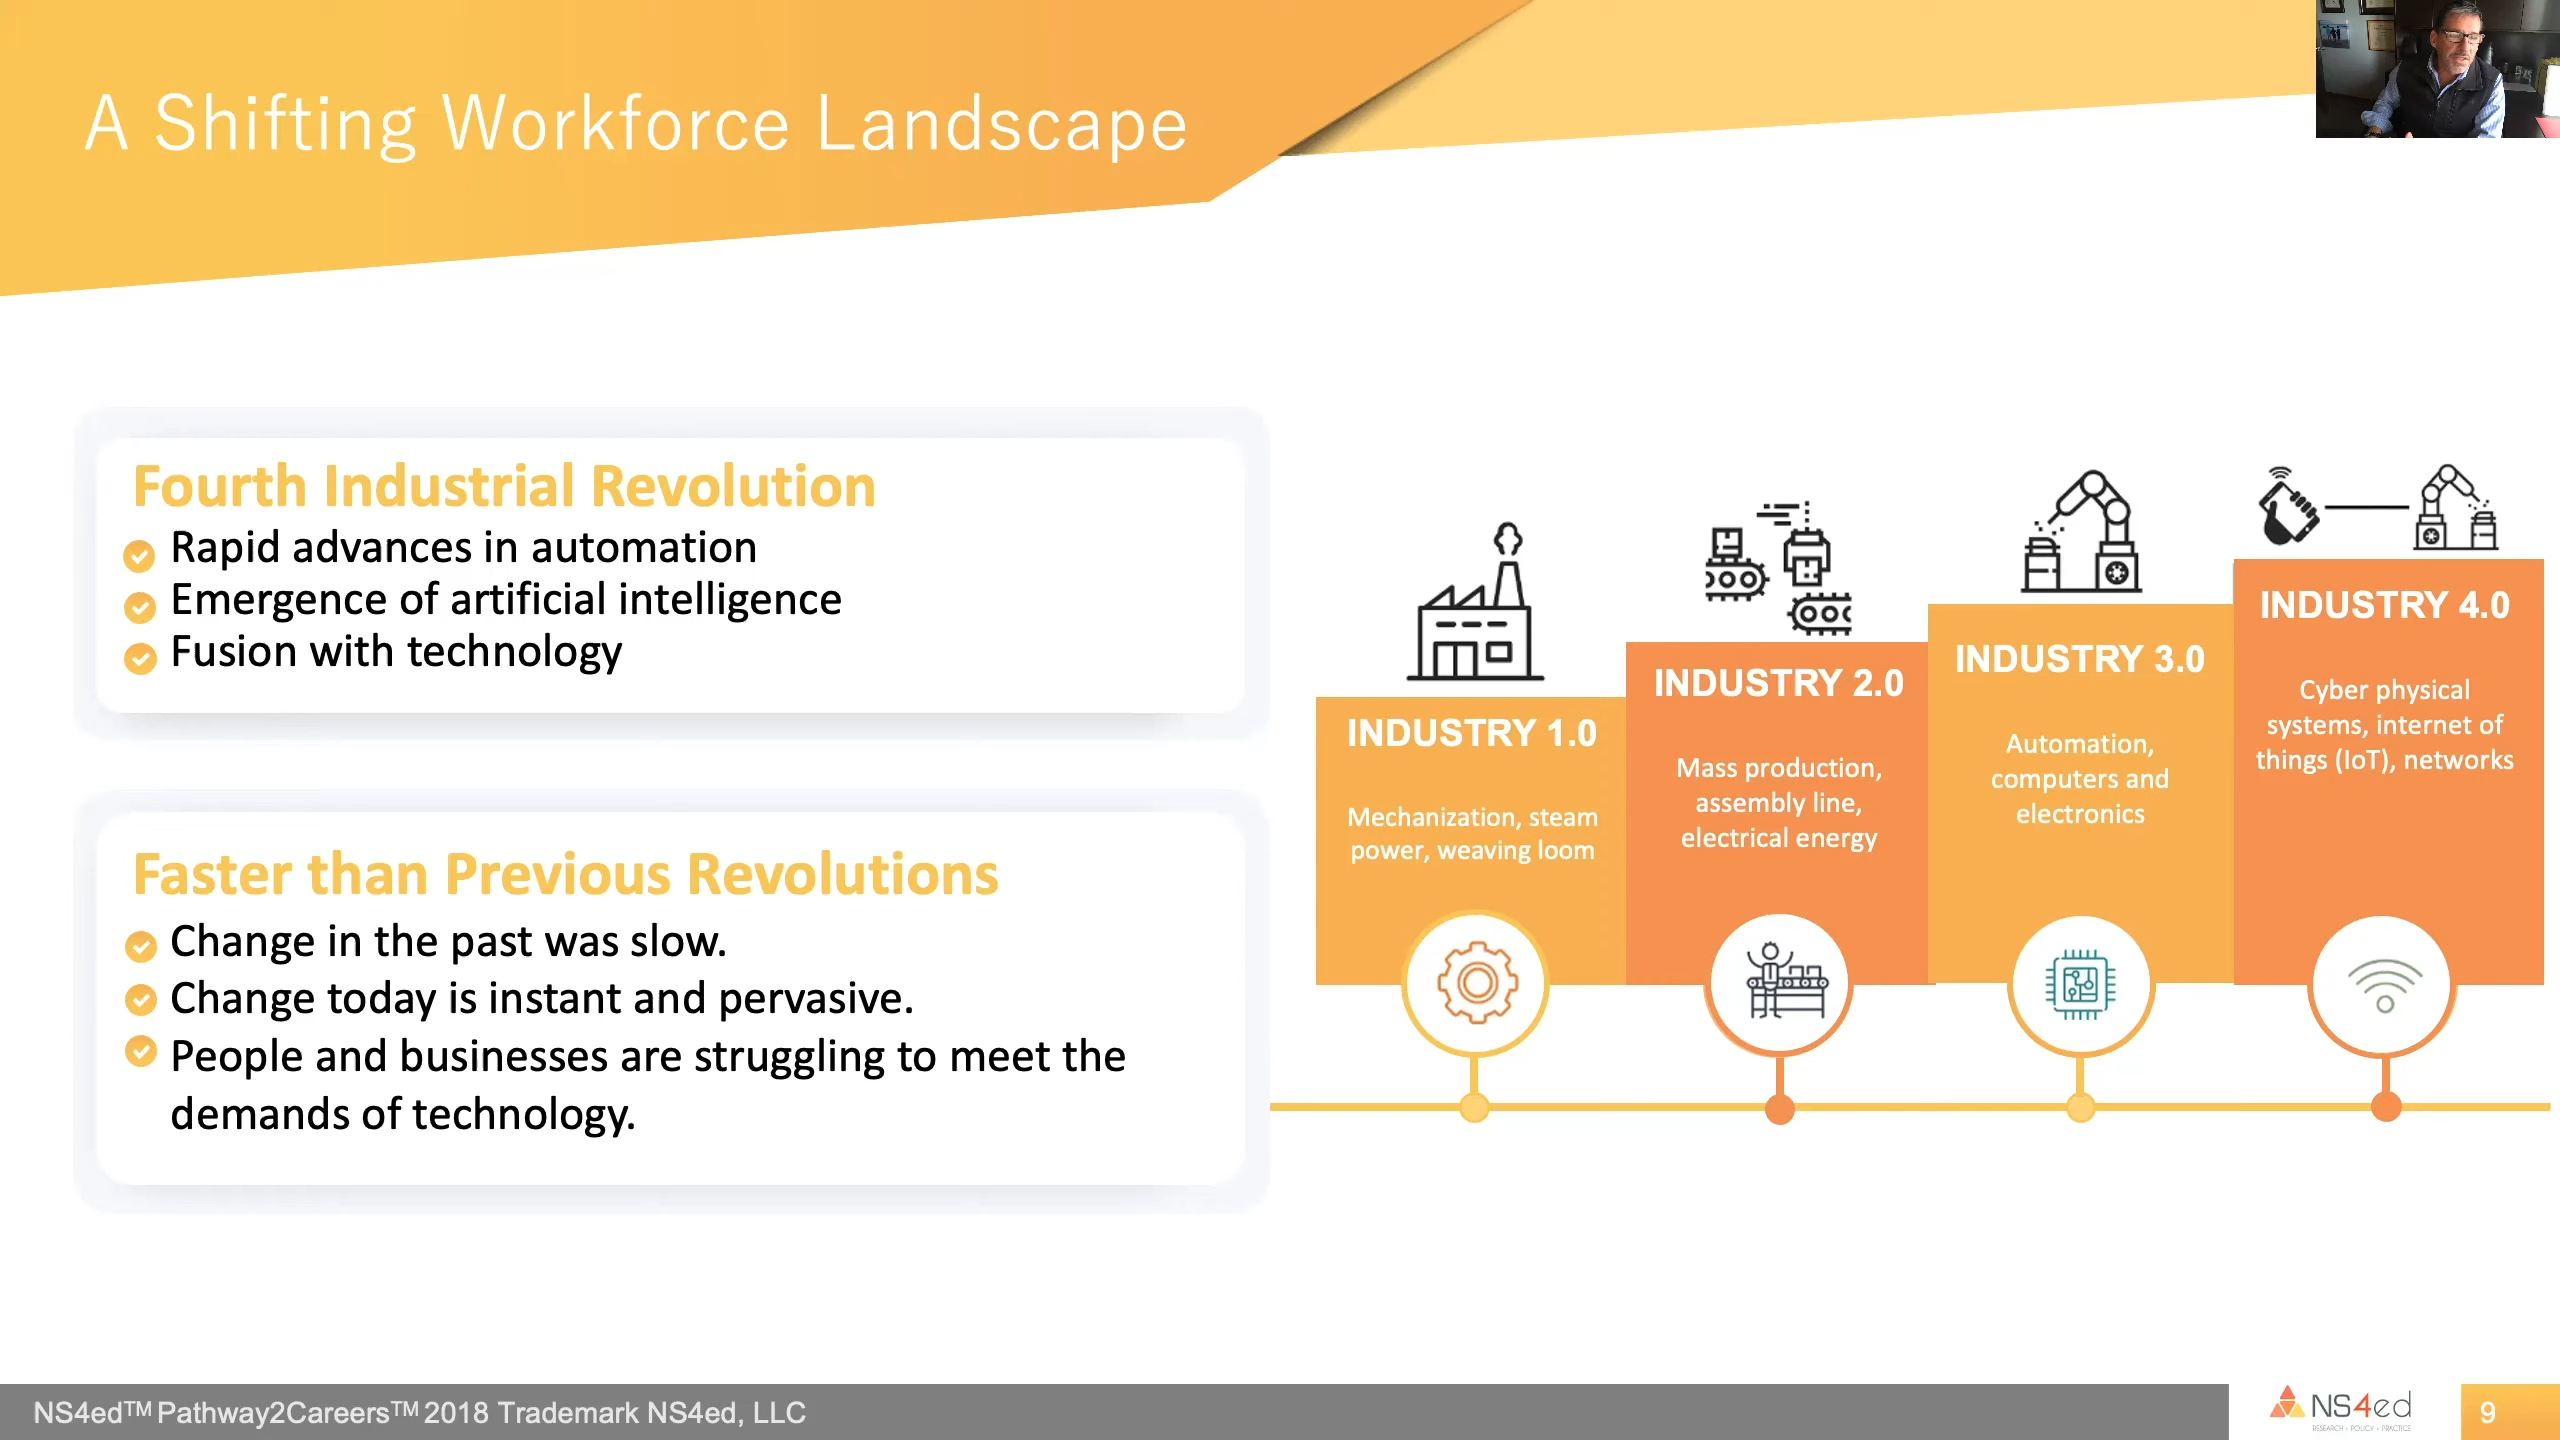 A Shifting Workforce Landscape
Fourth Industrial Revolution
Rapid advances in automation
Emergence of artificial intelligence
Fusion with technology
Faster than Previous Revolutions
Change in the past was slow.
Change today is instant and pervasive.
People and businesses are struggling to meet the
demands of technology.
INDUSTRY 1.0
Mechanization, steam
power, weaving loom
INDUSTRY 2.0
Mass production,
assembly line,
electrical energy
INDUSTRY 3.0
Automation,
computers and
electronics
INDUSTRY 4.0
Cyber physical
systems, internet of
things (IoT), networks
NS4ed™ Pathway2Careers™ 2018 Trademark NS4ed, LLC
NS4ed
RESEARCH • POLICY • PRACTICE
9